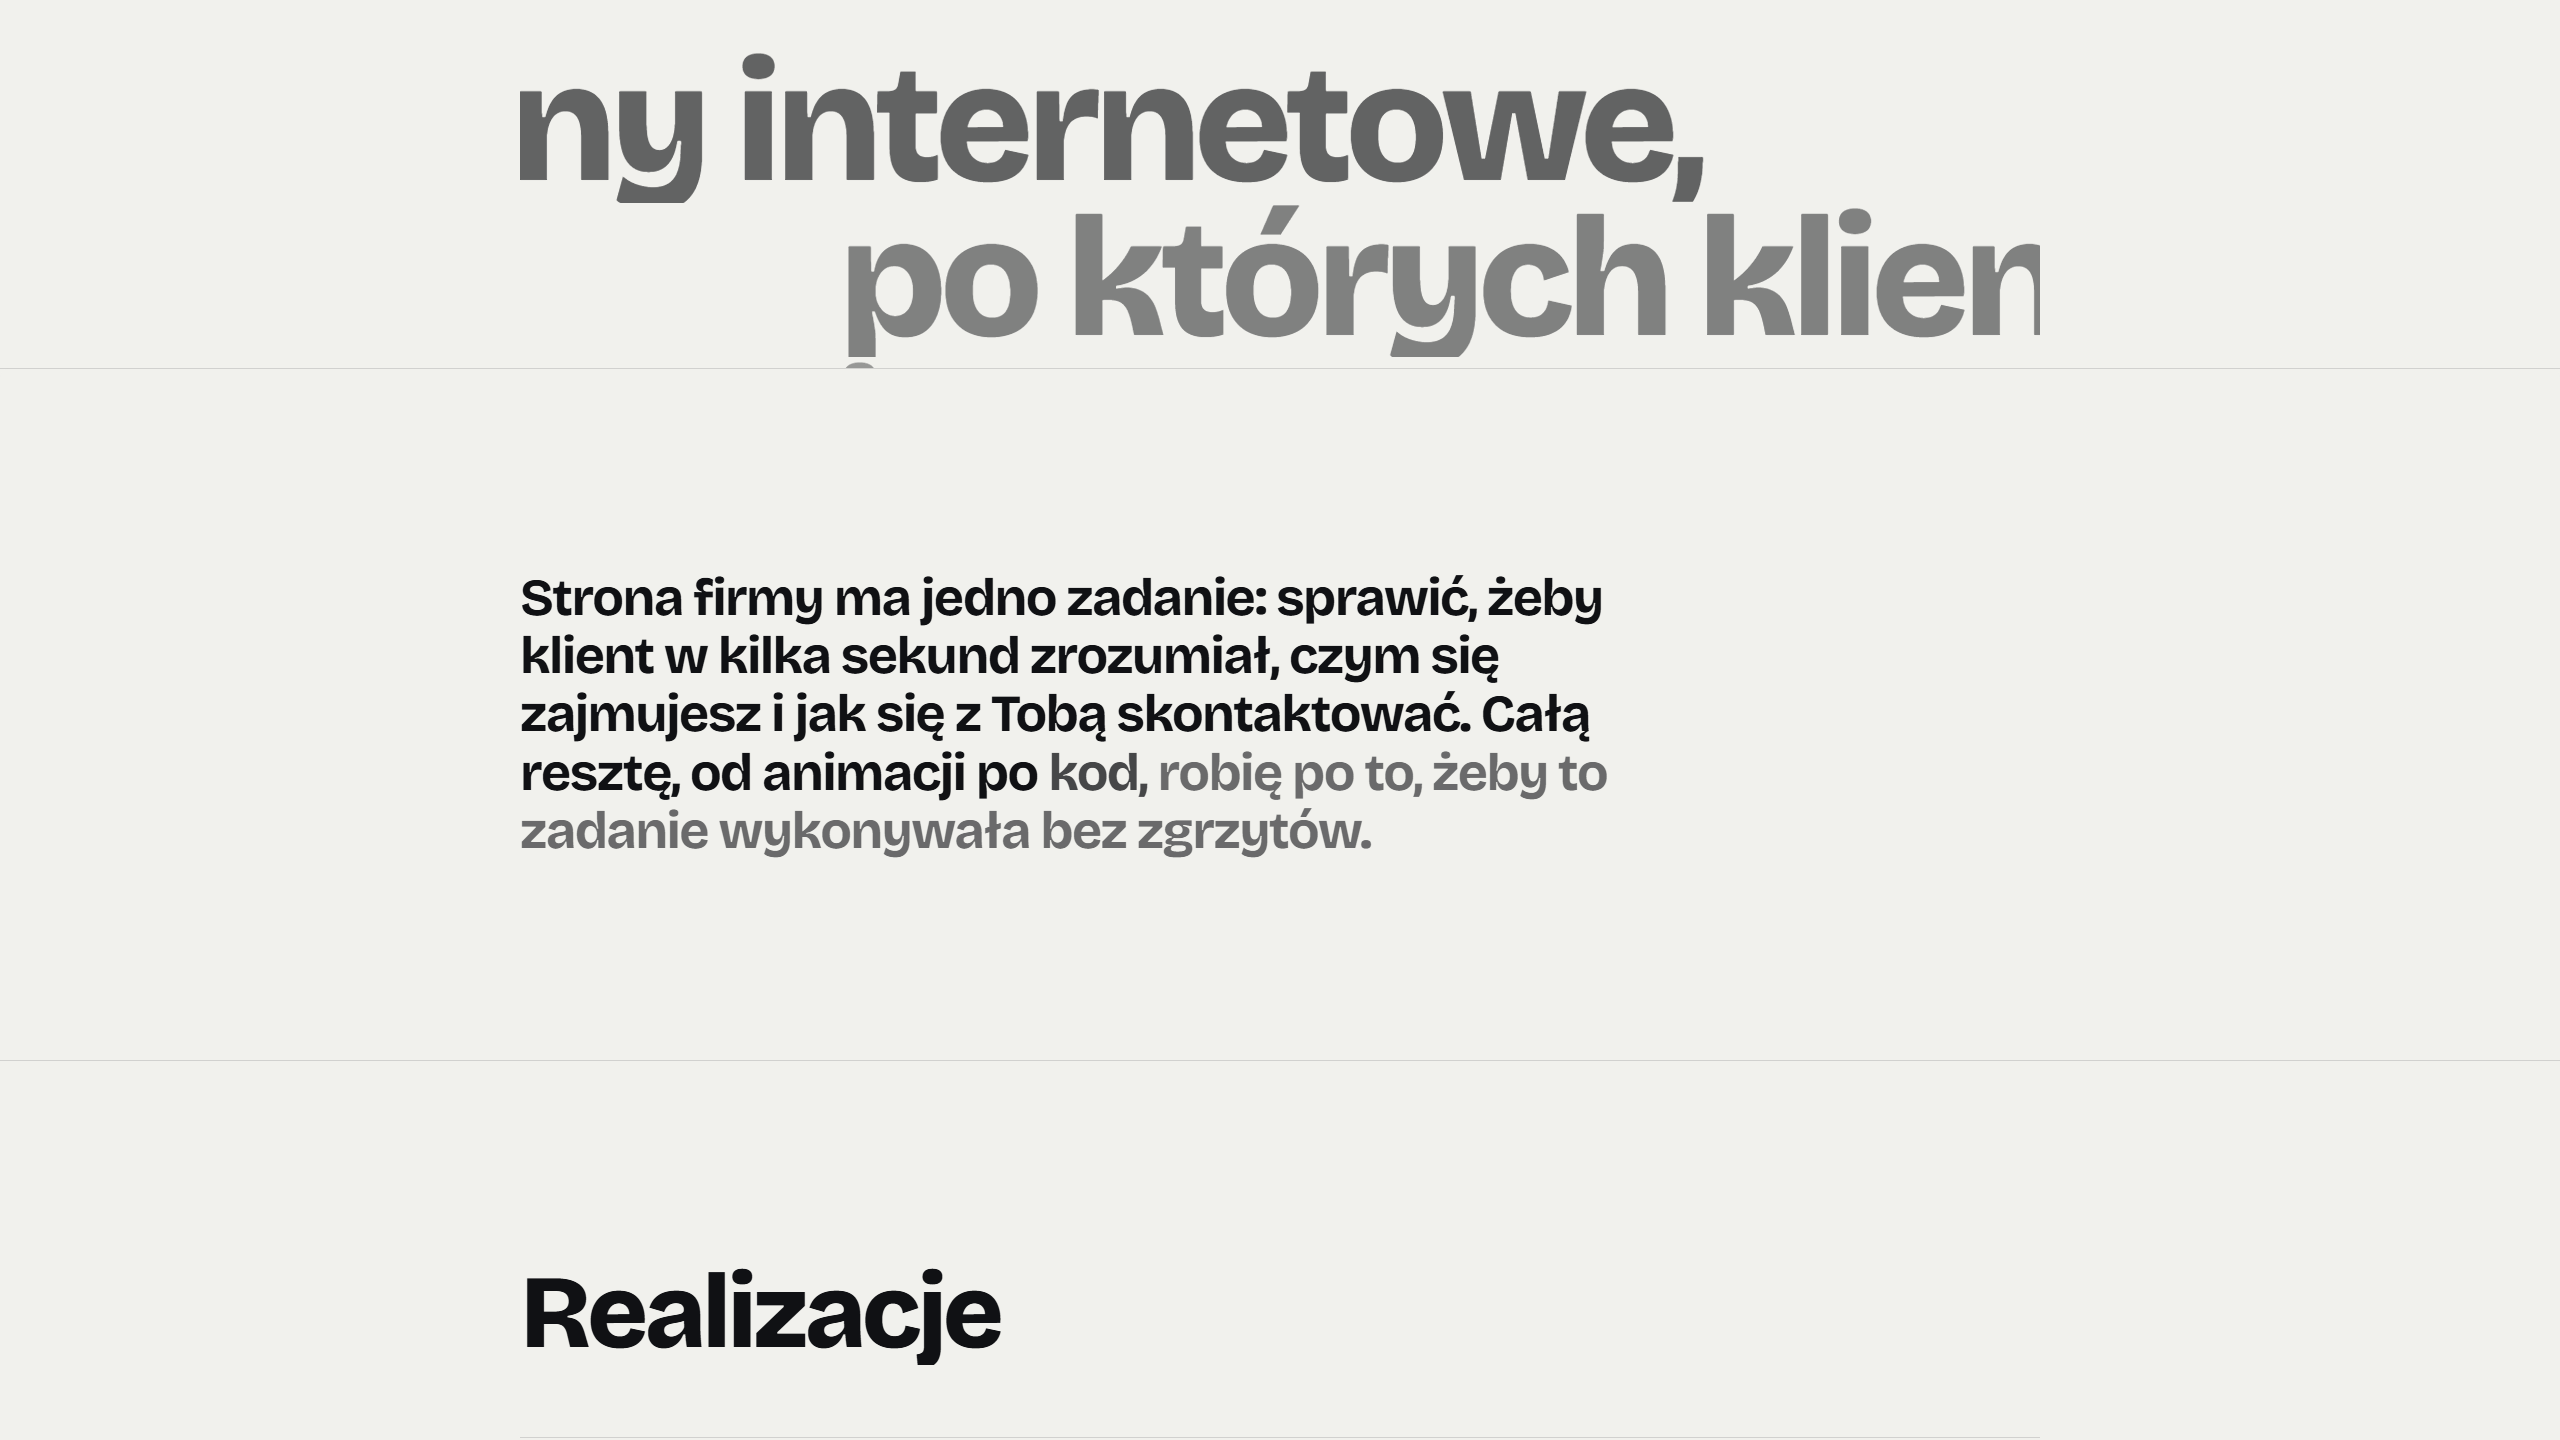 ny internetowe,
po których klien
Strona firmy ma jedno zadanie: sprawić, żeby
klient w kilka sekund zrozumiał, czym się
zajmujesz i jak się z Tobą skontaktować. Całą
resztę, od animacji po kod, robię po to, żeby to
zadanie wykonywała bez zgrzytów.
Realizacje